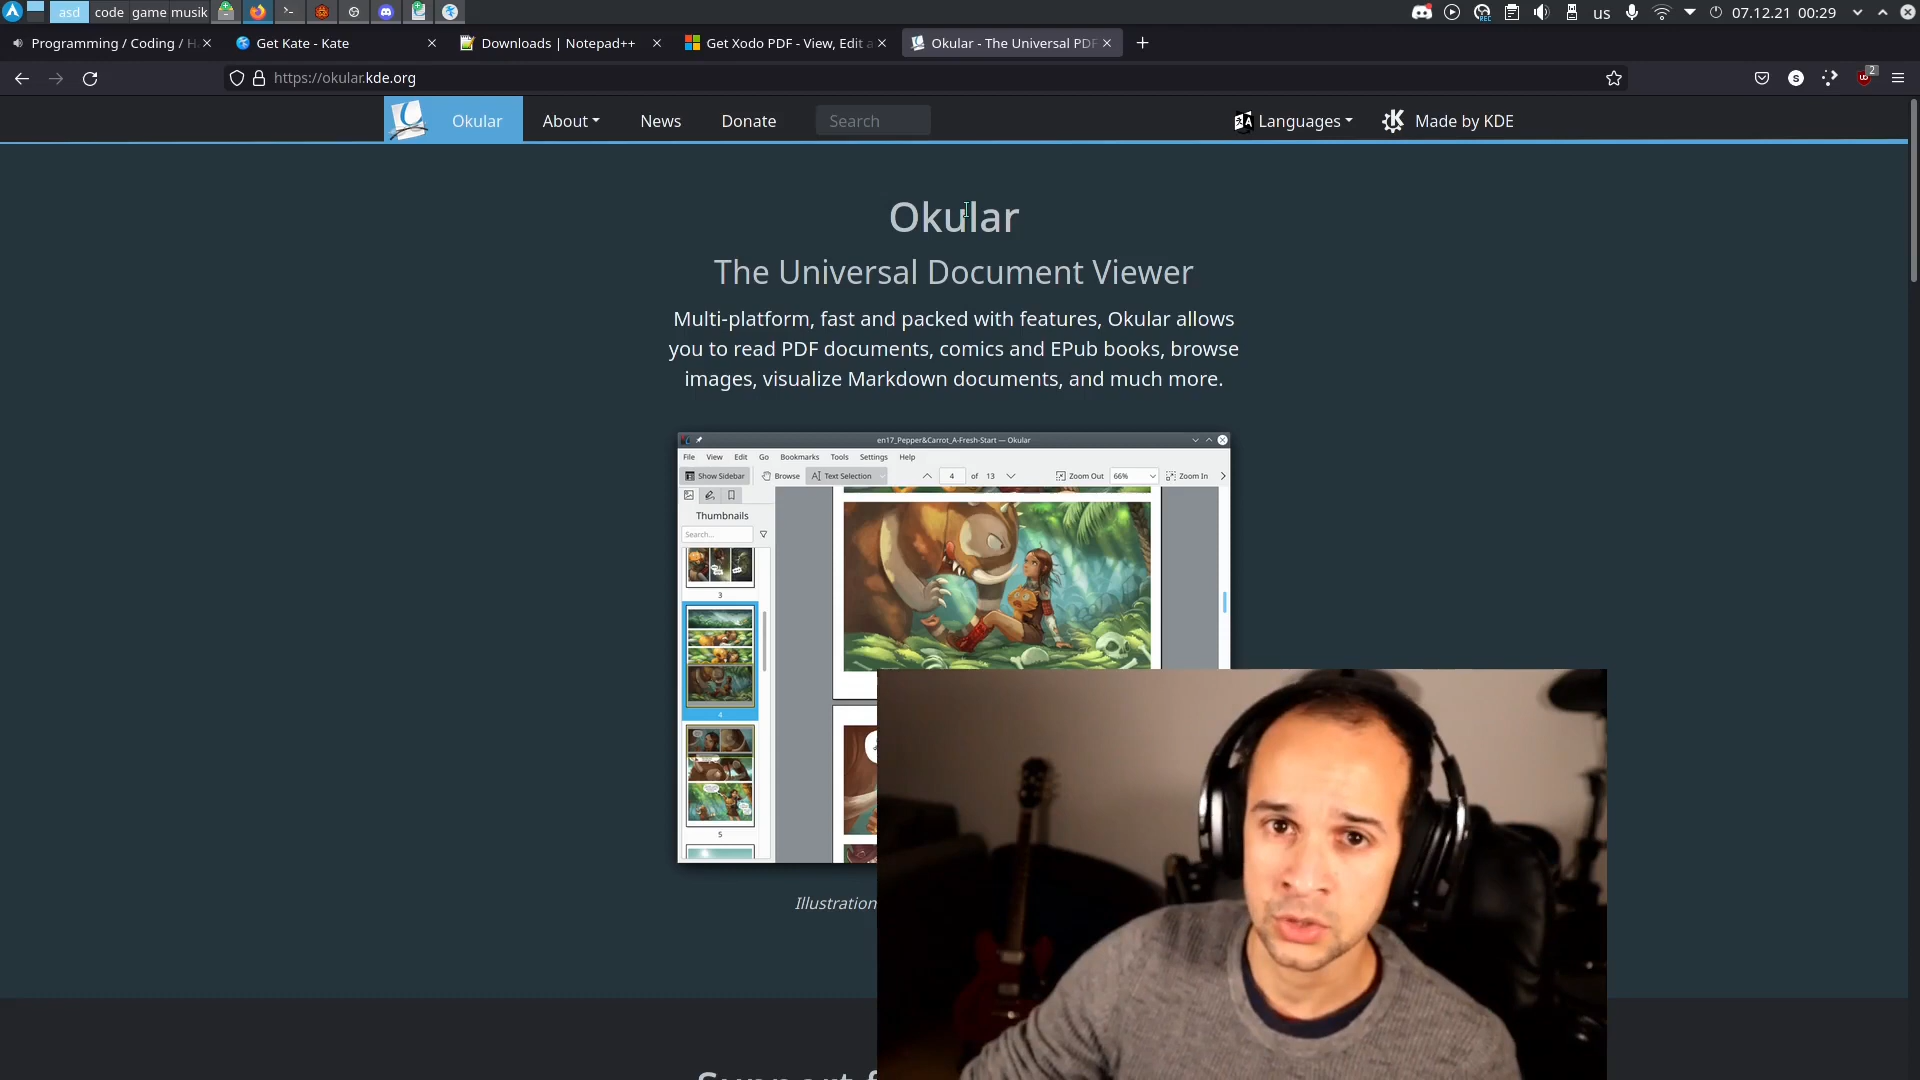 asd code game musik
us 07.12.21 00:29
Programming / Coding / H
Get Kate - Kate
Downloads | Notepad++
Get Xodo PDF - View, Edit a
Okular - The Universal PDF
https://okular.kde.org
2
Okular About News Donate Search Languages Made by KDE
Okular
The Universal Document Viewer
Multi-platform, fast and packed with features, Okular allows
you to read PDF documents, comics and EPub books, browse
images, visualize Markdown documents, and much more.
en17_Pepper&Carrot_A-Fresh-Start — Okular
File View Edit Go Bookmarks Tools Settings Help
Show Sidebar Browse Text Selection 4 of 13 Zoom Out 66% Zoom In
Thumbnails
Search...
3
4
5
Illustration